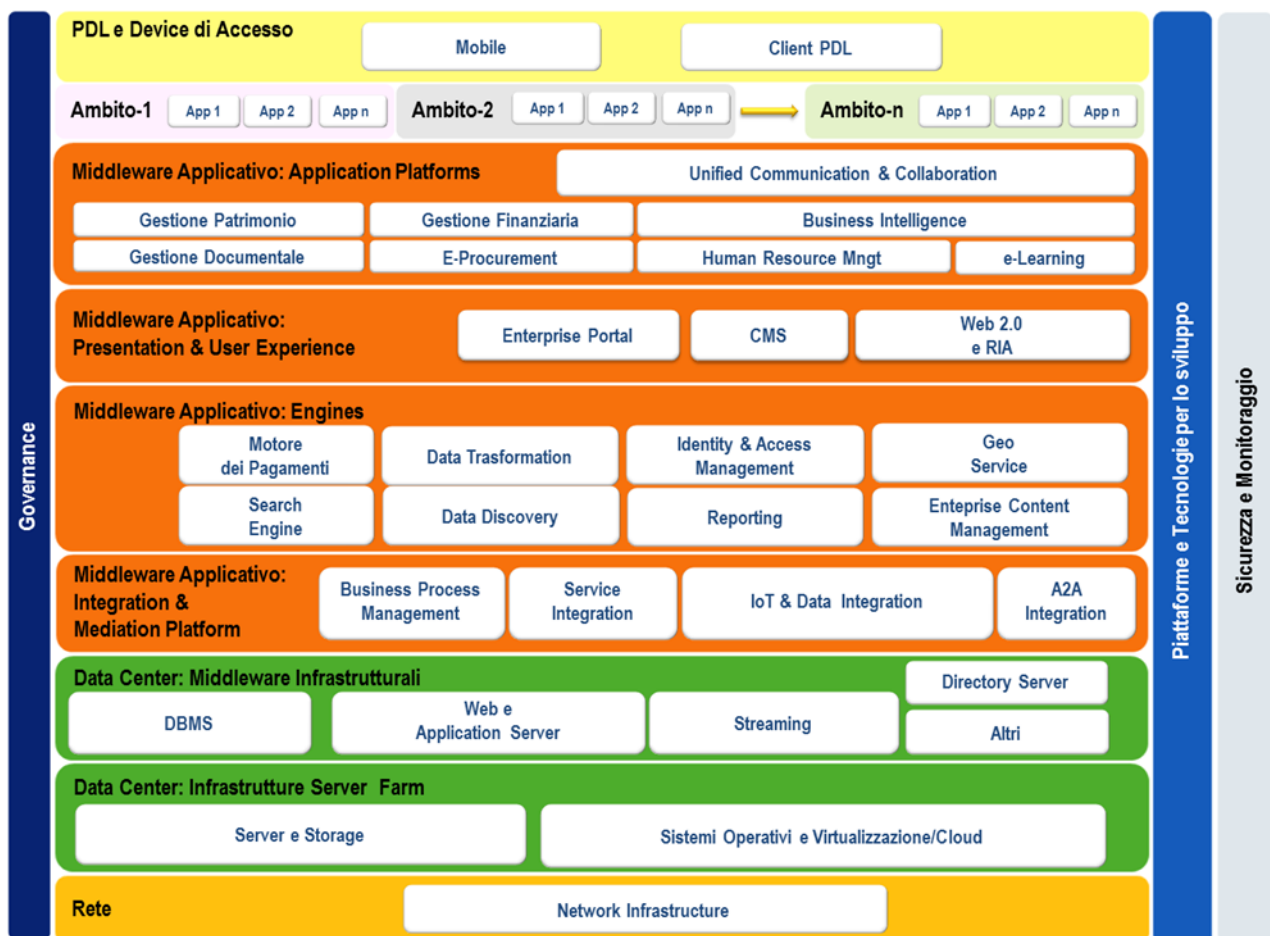 Governance
PDL e Device di Accesso
Mobile
Client PDL
Ambito-1
App 1
App 2
App n
Ambito-2
App 1
App 2
App n
Ambito-n
App 1
App 2
App n
Middleware Applicativo: Application Platforms
Unified Communication & Collaboration
Gestione Patrimonio
Gestione Finanziaria
Business Intelligence
Gestione Documentale
E-Procurement
Human Resource Mngt
e-Learning
Middleware Applicativo:
Presentation & User Experience
Enterprise Portal
CMS
Web 2.0
e RIA
Middleware Applicativo: Engines
Motore
dei Pagamenti
Data Trasformation
Identity & Access
Management
Geo
Service
Search
Engine
Data Discovery
Reporting
Enteprise Content
Management
Middleware Applicativo:
Integration &
Mediation Platform
Business Process
Management
Service
Integration
IoT & Data Integration
A2A
Integration
Data Center: Middleware Infrastrutturali
DBMS
Web e
Application Server
Streaming
Directory Server
Altri
Data Center: Infrastrutture Server Farm
Server e Storage
Sistemi Operativi e Virtualizzazione/Cloud
Rete
Network Infrastructure
Piattaforme e Tecnologie per lo sviluppo
Sicurezza e Monitoraggio